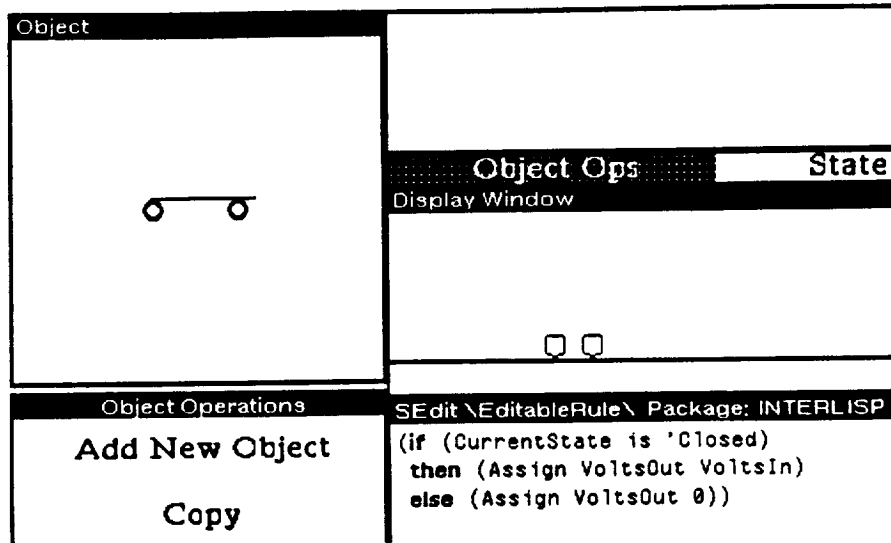 Object
Object Ops State
Display Window
Object Operations
Add New Object
Copy
SEdit \EditableRule\ Package: INTERLISP
(if (CurrentState is 'Closed)
then (Assign VoltsOut VoltsIn)
else (Assign VoltsOut 0))